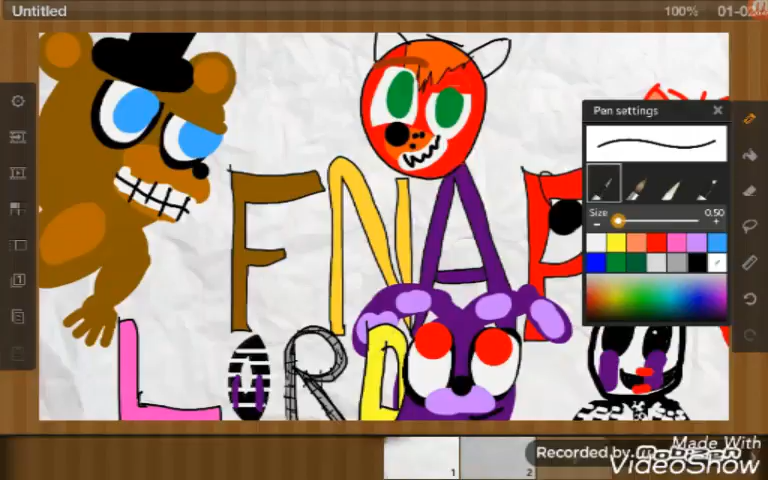 Untitled
100%
Pen settings
Size
0.50
FNAF
LORD
1
2
Recorded by
Made With
VideoShow